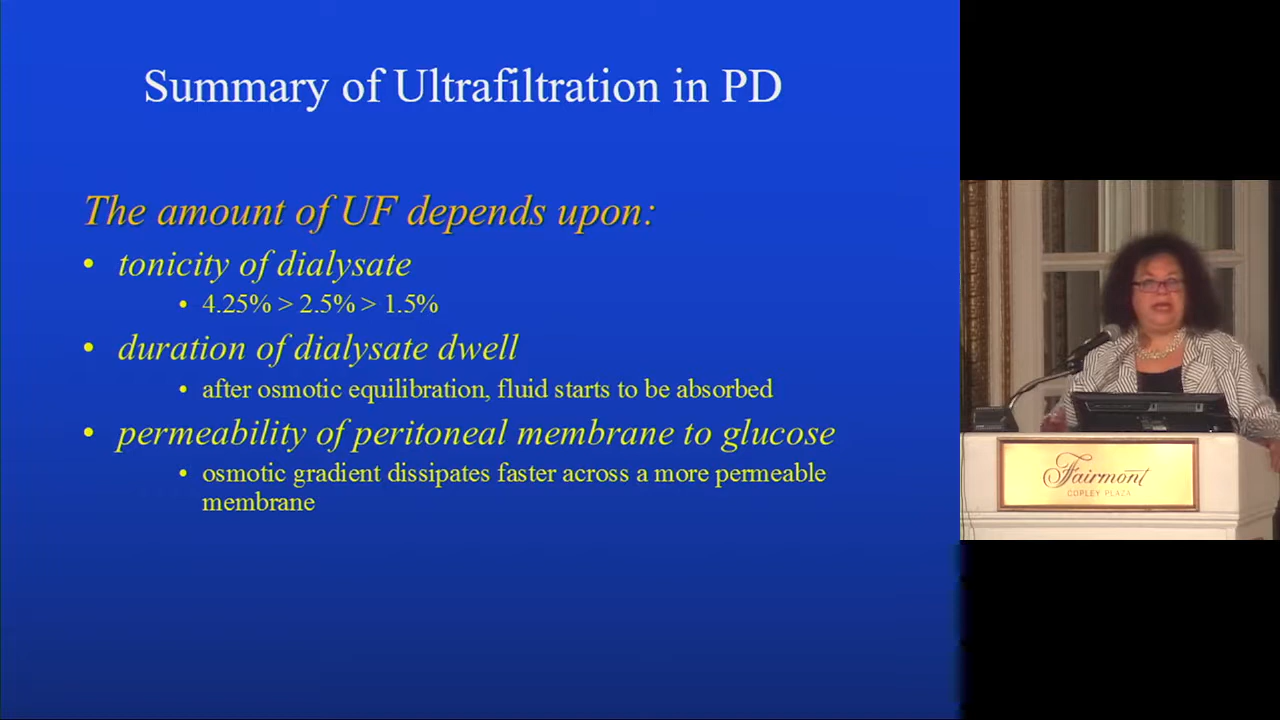 Summary of Ultrafiltration in PD
The amount of UF depends upon:
• tonicity of dialysate
• 4.25% > 2.5% > 1.5%
• duration of dialysate dwell
• after osmotic equilibration, fluid starts to be absorbed
• permeability of peritoneal membrane to glucose
• osmotic gradient dissipates faster across a more permeable
membrane
Fairmont
COPLEY PLAZA